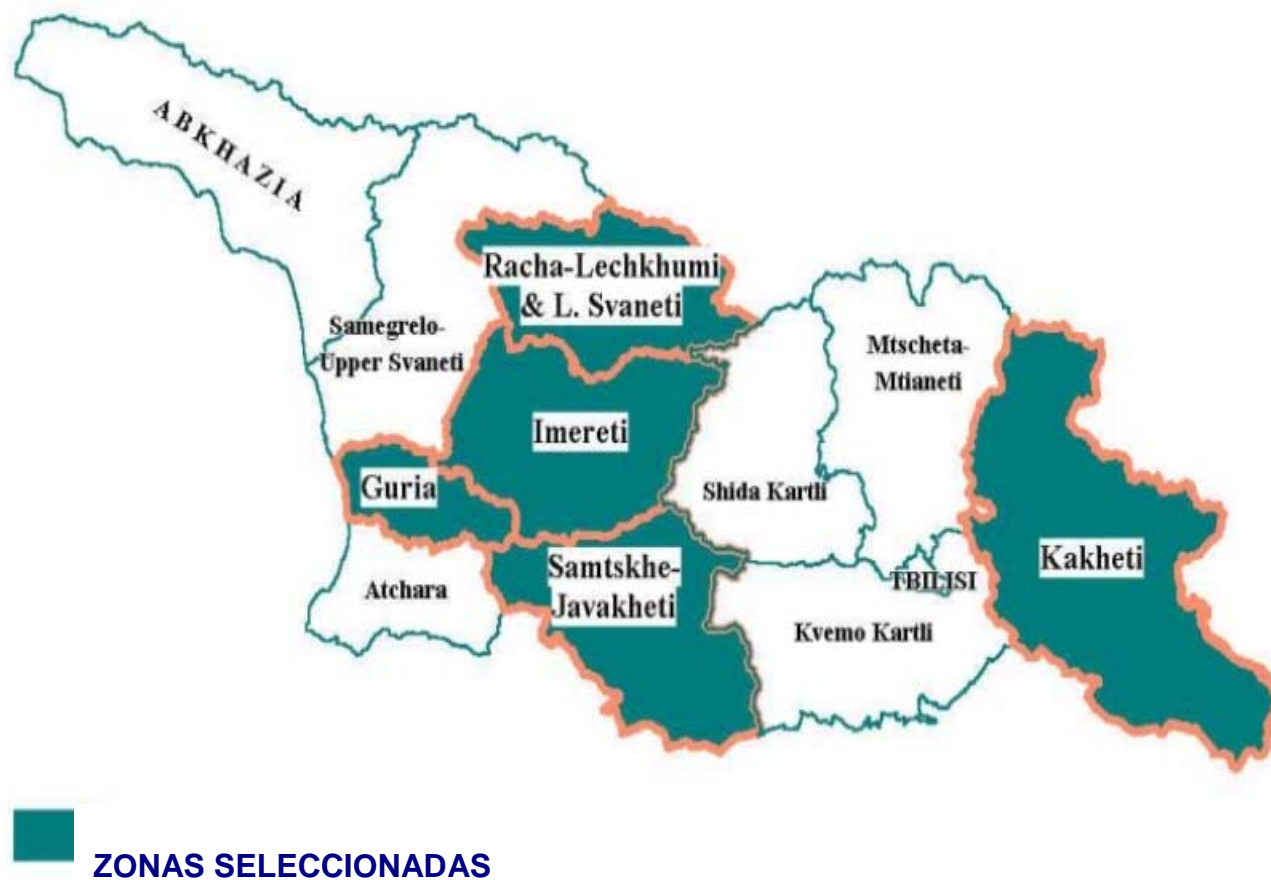 ABKHAZIA
Racha-Lechkhumi
& L. Svaneti
Samegrelo-
Upper Svaneti
Mtscheta-
Mtianeti
Imereti
Guria
Shida Kartli
Samtskhe-
Javakheti
Kakheti
Atchara
TBILISI
Kvemo Kartli
ZONAS SELECCIONADAS